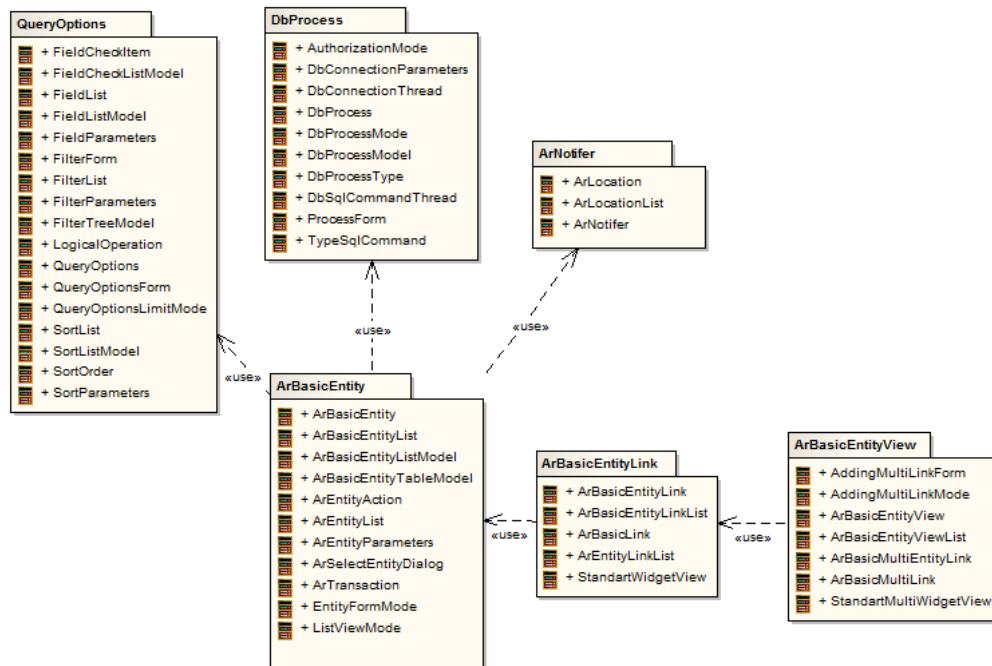 QueryOptions
+ FieldCheckItem
+ FieldCheckListModel
+ FieldList
+ FieldListModel
+ FieldParameters
+ FilterForm
+ FilterList
+ FilterParameters
+ FilterTreeModel
+ LogicalOperation
+ QueryOptions
+ QueryOptionsForm
+ QueryOptionsLimitMode
+ SortList
+ SortListModel
+ SortOrder
+ SortParameters
DbProcess
+ AuthorizationMode
+ DbConnectionParameters
+ DbConnectionThread
+ DbProcess
+ DbProcessMode
+ DbProcessModel
+ DbProcessType
+ DbSqlCommandThread
+ ProcessForm
+ TypeSqlCommand
ArNotifer
+ ArLocation
+ ArLocationList
+ ArNotifer
«use»
«use»
«use»
ArBasicEntity
+ ArBasicEntity
+ ArBasicEntityList
+ ArBasicEntityListModel
+ ArBasicEntityTableModel
+ ArEntityAction
+ ArEntityList
+ ArEntityParameters
+ ArSelectEntityDialog
+ ArTransaction
+ EntityFormMode
+ ListViewMode
«use»
ArBasicEntityLink
+ ArBasicEntityLink
+ ArBasicEntityLinkList
+ ArBasicLink
+ ArEntityLinkList
+ StandartWidgetView
«use»
ArBasicEntityView
+ AddingMultiLinkForm
+ AddingMultiLinkMode
+ ArBasicEntityView
+ ArBasicEntityViewList
+ ArBasicMultiEntityLink
+ ArBasicMultiLink
+ StandartMultiWidgetView